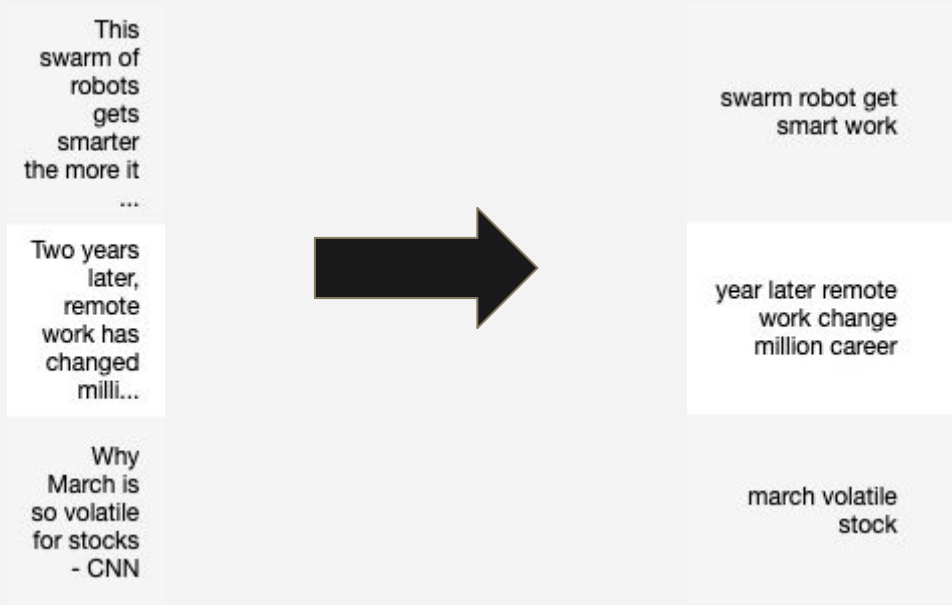 This
swarm of
robots
gets
smarter
the more it
...
swarm robot get
smart work
Two years
later,
remote
work has
changed
milli...
year later remote
work change
million career
Why
March is
so volatile
for stocks
- CNN
march volatile
stock